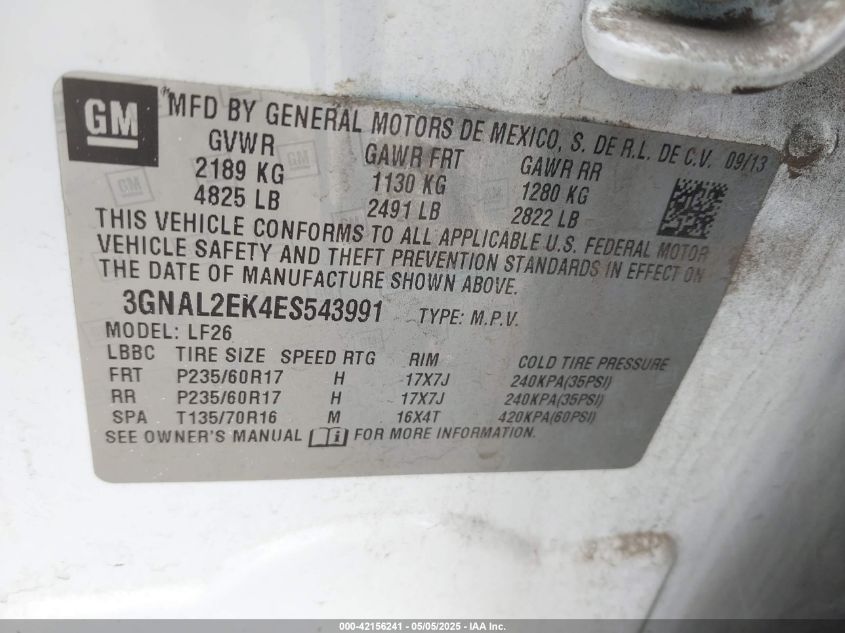 GM
MFD BY GENERAL MOTORS DE MEXICO, S. DE R.L. DE C.V. 09/13
GVWR GAWR FRT GAWR RR
2189 KG 1130 KG 1280 KG
4825 LB 2491 LB 2822 LB
THIS VEHICLE CONFORMS TO ALL APPLICABLE U.S. FEDERAL MOTOR
VEHICLE SAFETY AND THEFT PREVENTION STANDARDS IN EFFECT ON
THE DATE OF MANUFACTURE SHOWN ABOVE.
3GNAL2EK4ES543991 TYPE: M.P.V.
MODEL: LF26
LBBC TIRE SIZE SPEED RTG RIM COLD TIRE PRESSURE
FRT P235/60R17 H 17X7J 240KPA(35PSI)
RR P235/60R17 H 17X7J 240KPA(35PSI)
SPA T135/70R16 M 16X4T 420KPA(60PSI)
SEE OWNER'S MANUAL FOR MORE INFORMATION.
000-42156241 - 05/05/2025 - IAA Inc.